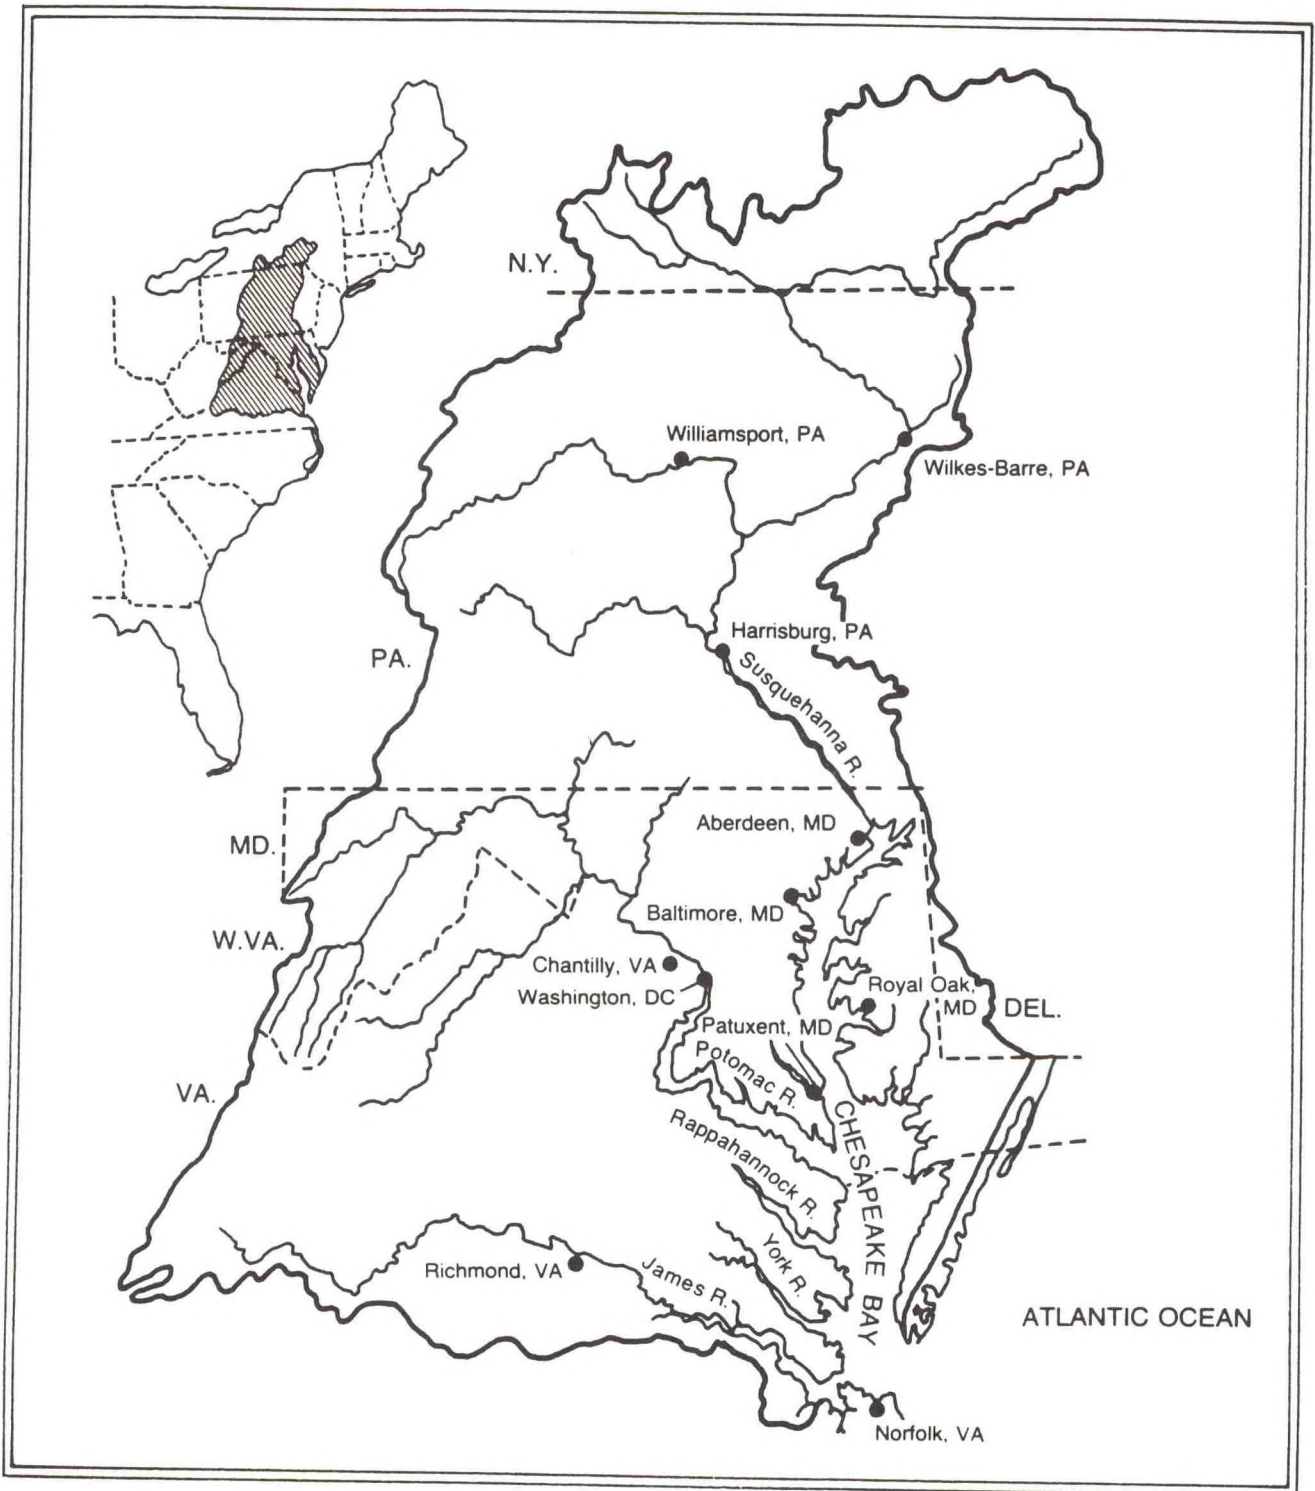 N.Y.
Williamsport, PA
Wilkes-Barre, PA
Harrisburg, PA
PA.
Susquehanna R.
Aberdeen, MD
MD.
Baltimore, MD
W.VA.
Chantilly, VA
Washington, DC
Royal Oak,
MD
DEL.
Patuxent, MD
Potomac R.
VA.
CHESAPEAKE BAY
Rappahannock R.
York R.
Richmond, VA
James R.
ATLANTIC OCEAN
Norfolk, VA